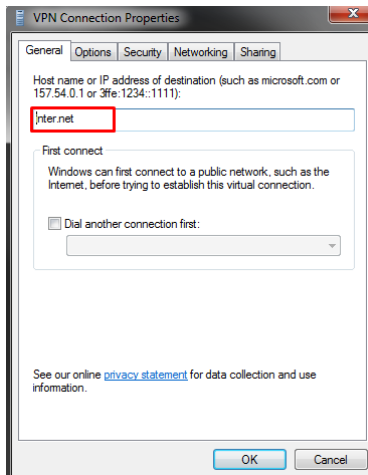 VPN Connection Properties
General Options Security Networking Sharing
Host name or IP address of destination (such as microsoft.com or
157.54.0.1 or 3ffe:1234::1111):
nter.net
First connect
Windows can first connect to a public network, such as the
Internet, before trying to establish this virtual connection.
Dial another connection first:
See our online privacy statement for data collection and use
information.
OK Cancel